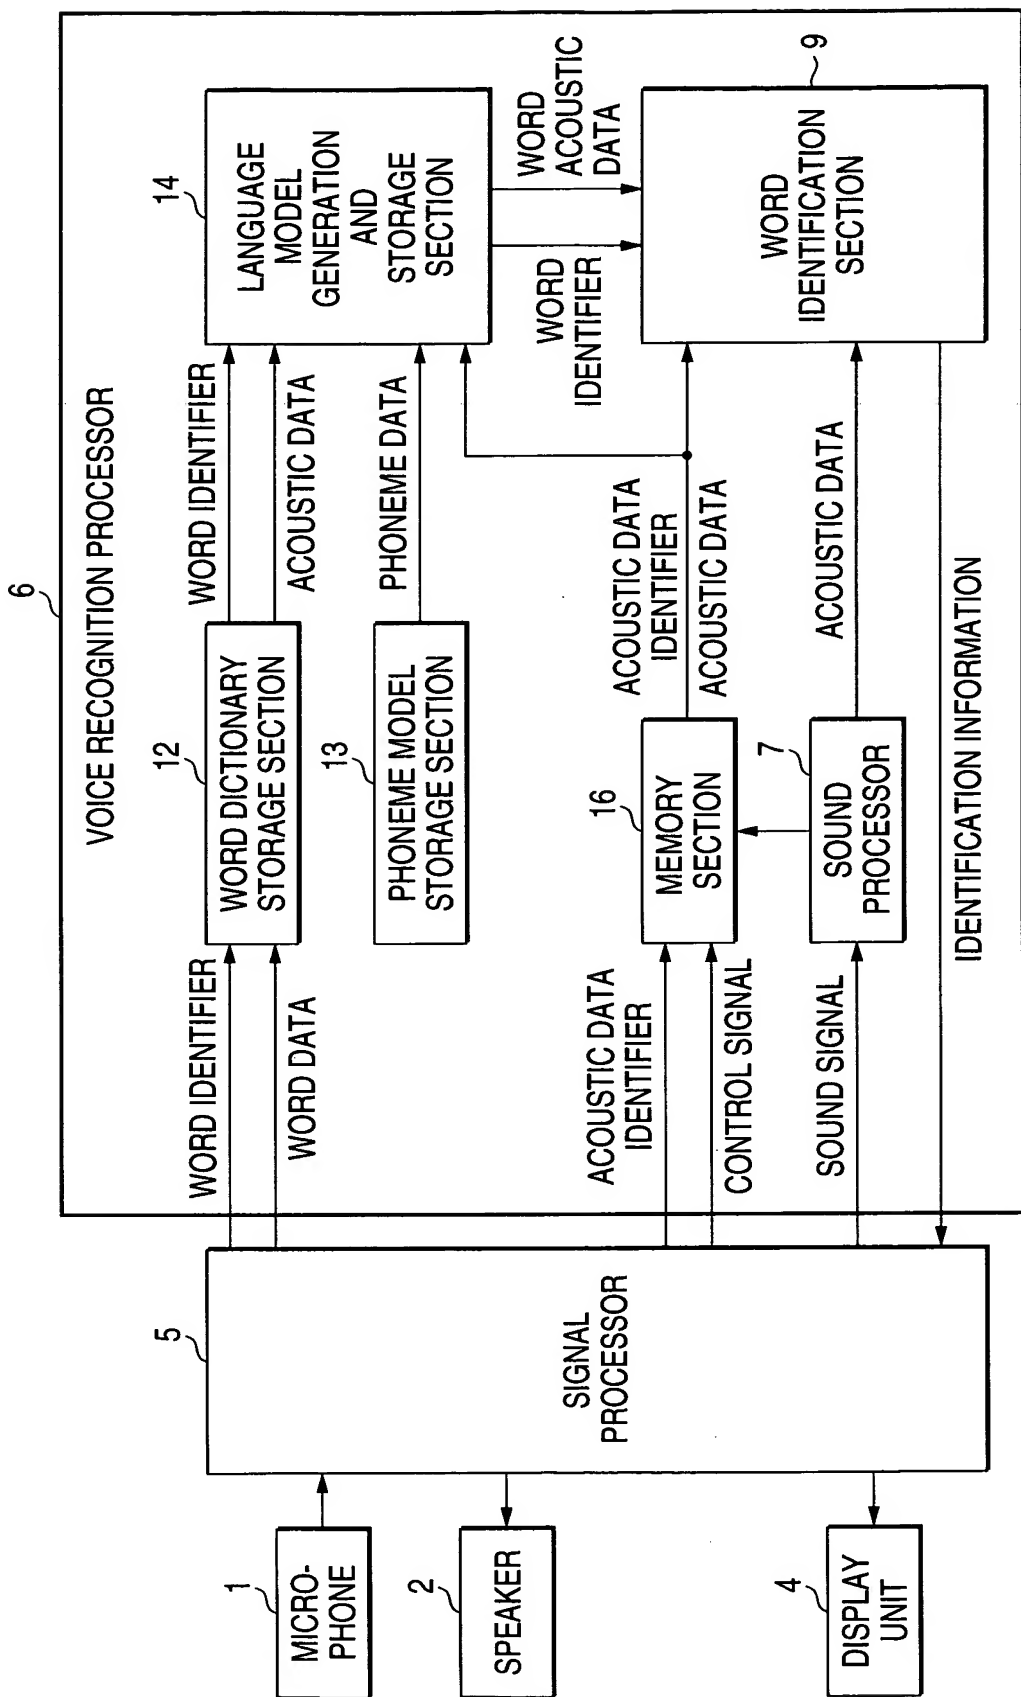 6
VOICE RECOGNITION PROCESSOR
1
MICRO-
PHONE
2
SPEAKER
4
DISPLAY
UNIT
5
SIGNAL
PROCESSOR
WORD IDENTIFIER
WORD DATA
ACOUSTIC DATA
IDENTIFIER
CONTROL SIGNAL
SOUND SIGNAL
12
WORD DICTIONARY
STORAGE SECTION
13
PHONEME MODEL
STORAGE SECTION
16
MEMORY
SECTION
7
SOUND
PROCESSOR
WORD IDENTIFIER
ACOUSTIC DATA
PHONEME DATA
ACOUSTIC DATA
IDENTIFIER
ACOUSTIC DATA
ACOUSTIC DATA
IDENTIFICATION INFORMATION
14
LANGUAGE
MODEL
GENERATION
AND
STORAGE
SECTION
WORD
IDENTIFIER
WORD
ACOUSTIC
DATA
9
WORD
IDENTIFICATION
SECTION